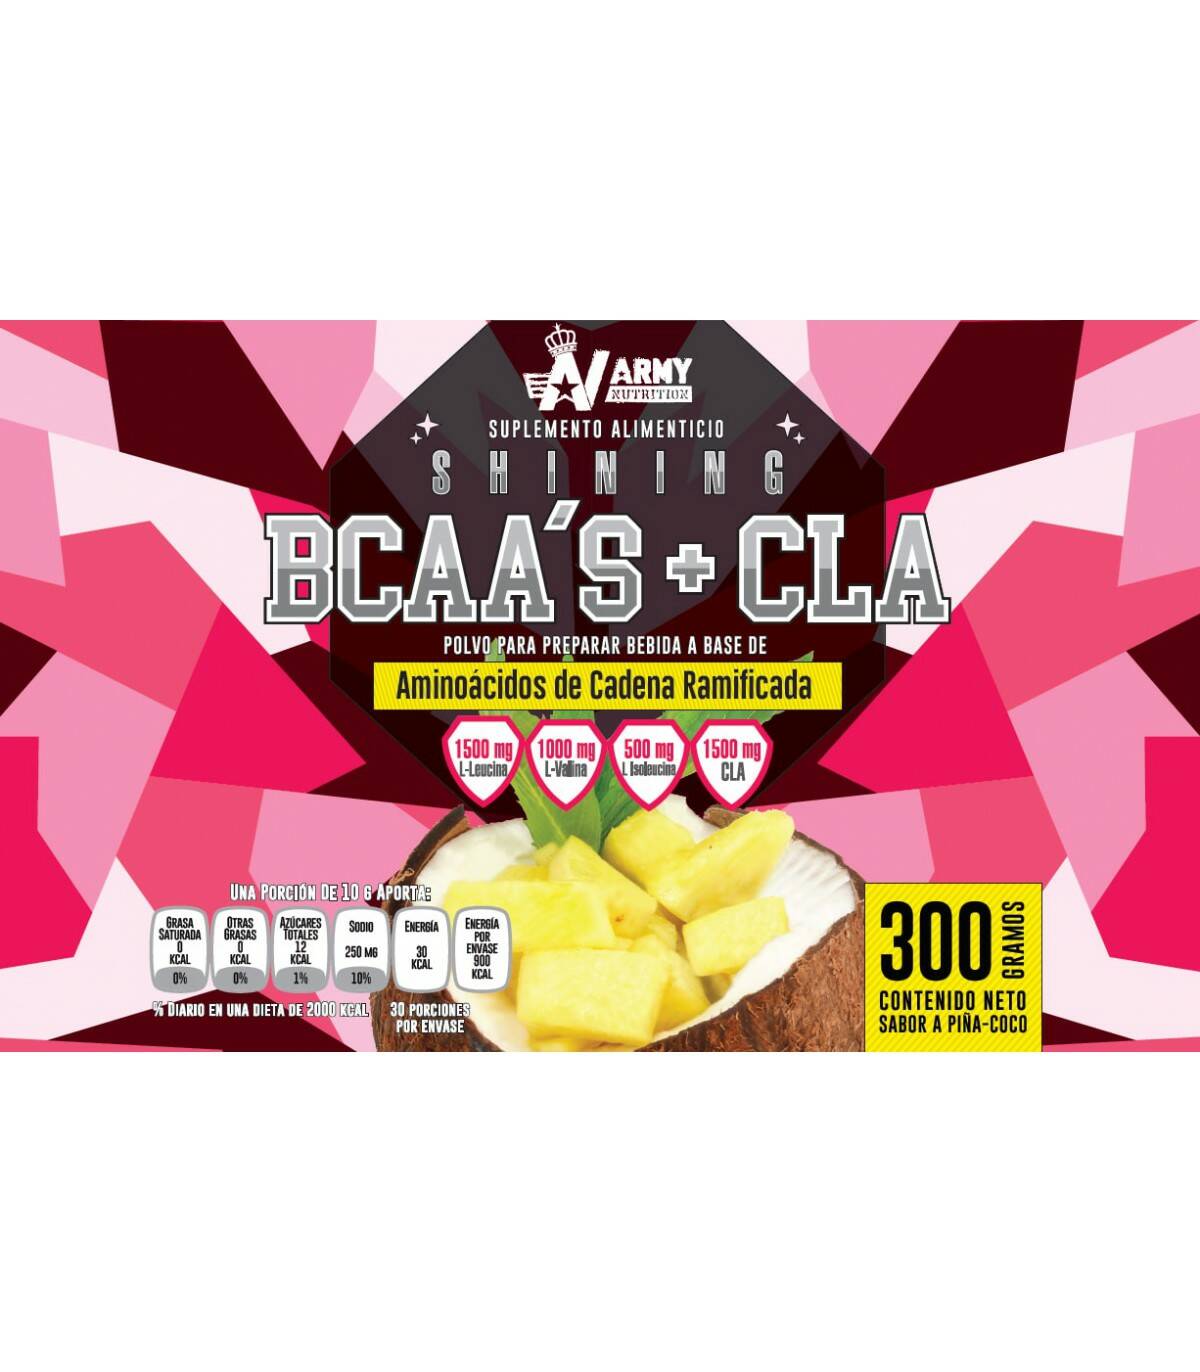 ARMY
NUTRITION
SUPLEMENTO ALIMENTICIO
SHINING
BCAA´S + CLA
POLVO PARA PREPARAR BEBIDA A BASE DE
Aminoácidos de Cadena Ramificada
1500 mg
L-Leucina
1000 mg
L-Valina
500 mg
L Isoleucina
1500 mg
CLA
UNA PORCIÓN DE 10 G APORTA:
GRASA
SATURADA
0
KCAL
0%
OTRAS
GRASAS
0
KCAL
0%
AZÚCARES
TOTALES
12
KCAL
1%
SODIO
250 MG
10%
ENERGÍA
30
KCAL
ENERGÍA
POR
ENVASE
900
KCAL
% DIARIO EN UNA DIETA DE 2000 KCAL
30 PORCIONES
POR ENVASE
300
GRAMOS
CONTENIDO NETO
SABOR A PIÑA-COCO